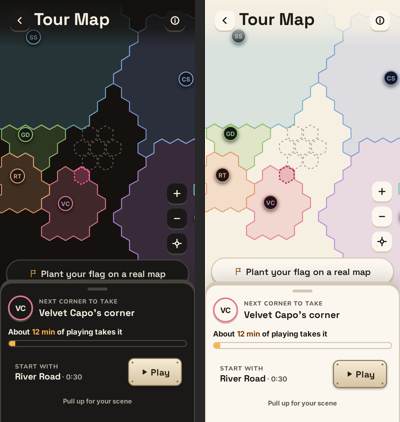 Tour Map
SS
CS
GD
RT
VC
+
−
Plant your flag on a real map
VC
NEXT CORNER TO TAKE
Velvet Capo's corner
About 12 min of playing takes it
START WITH
River Road · 0:30
Play
Pull up for your scene
Tour Map
SS
CS
GD
RT
VC
+
−
Plant your flag on a real map
VC
NEXT CORNER TO TAKE
Velvet Capo's corner
About 12 min of playing takes it
START WITH
River Road · 0:30
Play
Pull up for your scene